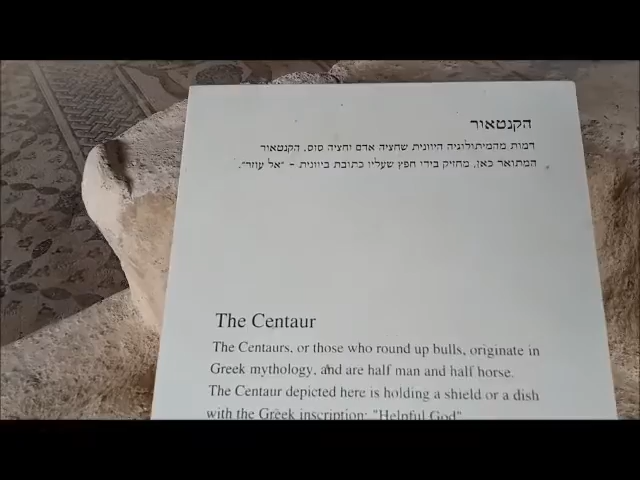 הקנטאור
דמות מהמיתולוגיה היוונית שחציה אדם וחציה סוס. הקנטאור
המתואר כאן, מחזיק בידו חפץ שעליו כתובת ביוונית - "אל עוזר".
The Centaur
The Centaurs, or those who round up bulls, originate in
Greek mythology, and are half man and half horse.
The Centaur depicted here is holding a shield or a dish
with the Greek inscription: "Helpful God"